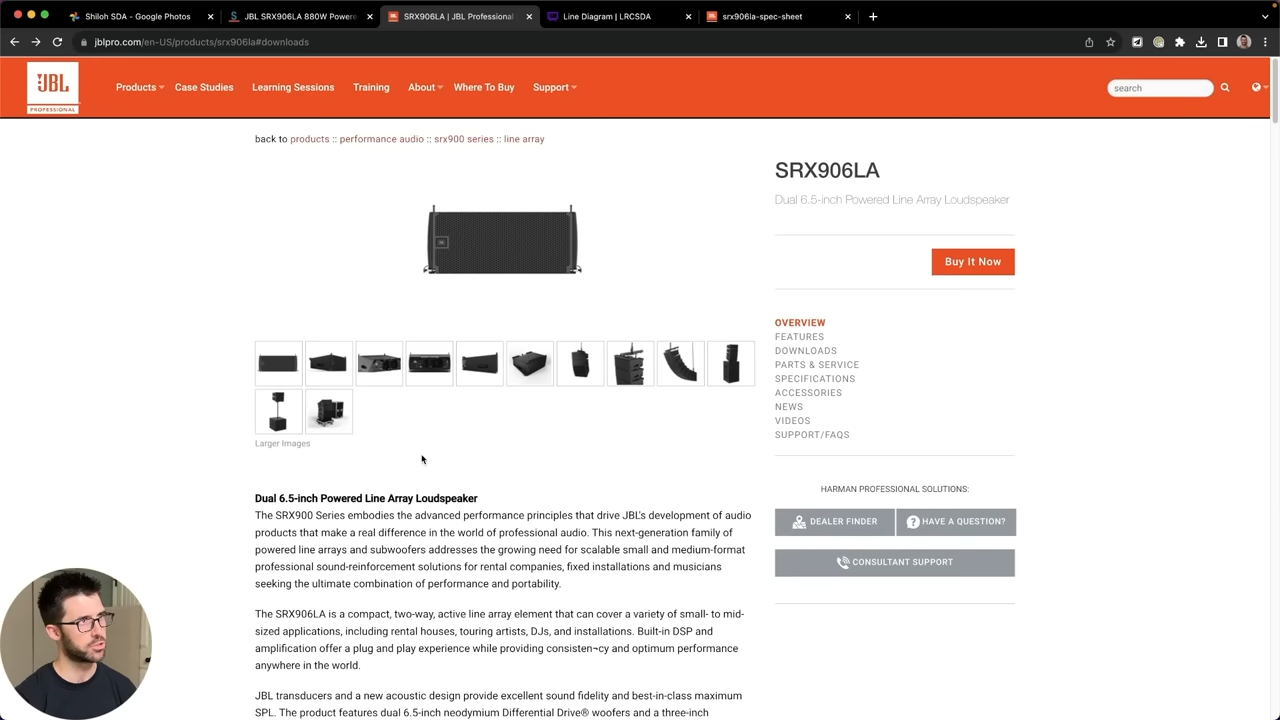 Shiloh SDA - Google Photos
JBL SRX906LA 880W Powere
SRX906LA | JBL Professional
Line Diagram | LRCSDA
srx906la-spec-sheet
jblpro.com/en-US/products/srx906la#downloads
JBL
PROFESSIONAL
Products
Case Studies
Learning Sessions
Training
About
Where To Buy
Support
search
back to products :: performance audio :: srx900 series :: line array
SRX906LA
Dual 6.5-inch Powered Line Array Loudspeaker
Buy It Now
OVERVIEW
FEATURES
DOWNLOADS
PARTS & SERVICE
SPECIFICATIONS
ACCESSORIES
NEWS
VIDEOS
SUPPORT/FAQS
Larger Images
HARMAN PROFESSIONAL SOLUTIONS:
DEALER FINDER
HAVE A QUESTION?
CONSULTANT SUPPORT
Dual 6.5-inch Powered Line Array Loudspeaker
The SRX900 Series embodies the advanced performance principles that drive JBL's development of audio
products that make a real difference in the world of professional audio. This next-generation family of
powered line arrays and subwoofers addresses the growing need for scalable small and medium-format
professional sound-reinforcement solutions for rental companies, fixed installations and musicians
seeking the ultimate combination of performance and portability.
The SRX906LA is a compact, two-way, active line array element that can cover a variety of small- to mid-
sized applications, including rental houses, touring artists, DJs, and installations. Built-in DSP and
amplification offer a plug and play experience while providing consisten¬cy and optimum performance
anywhere in the world.
JBL transducers and a new acoustic design provide excellent sound fidelity and best-in-class maximum
SPL. The product features dual 6.5-inch neodymium Differential Drive® woofers and a three-inch